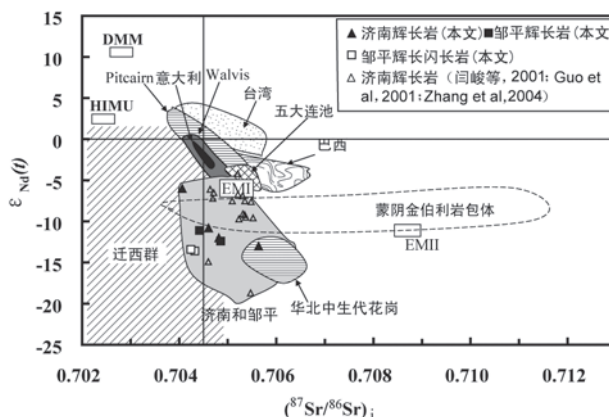 ▲ 济南辉长岩(本文) ■ 邹平辉长岩(本文
□ 邹平辉长闪长岩(本文)
△ 济南辉长岩(闫峻等, 2001; Guo et
al, 2001; Zhang et al, 2004)
15
10
5
0
-5
-10
-15
-20
-25
ε Nd(t)
DMM
HIMU
Pitcairn 意大利 Walvis
台湾
五大连池
巴西
EMI
蒙阴金伯利岩包体
EMII
迁西群
济南和邹平
华北中生代花岗
0.702 0.704 0.706 0.708 0.710 0.712
(87Sr/86Sr)i